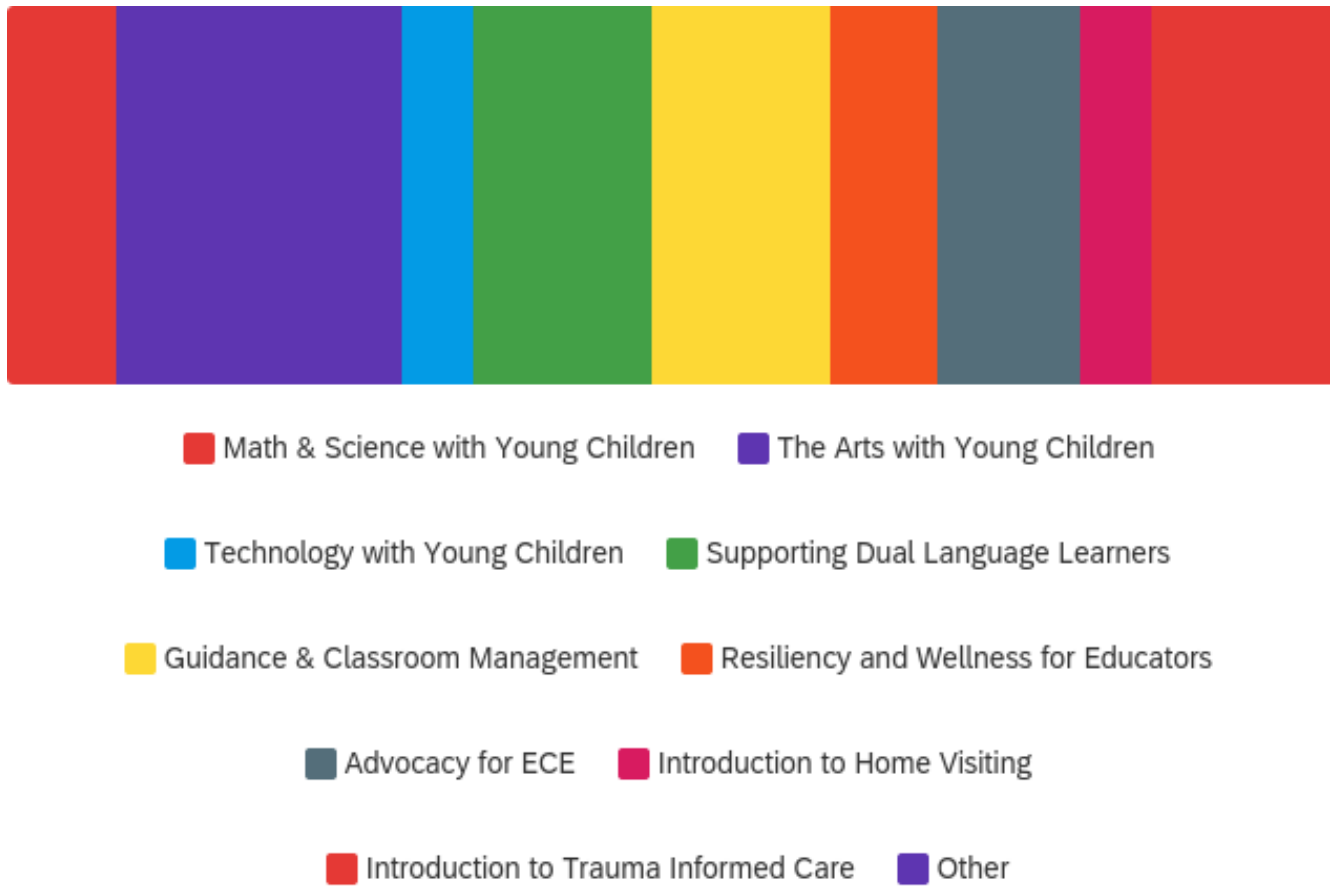 Math & Science with Young Children The Arts with Young Children
Technology with Young Children Supporting Dual Language Learners
Guidance & Classroom Management Resiliency and Wellness for Educators
Advocacy for ECE Introduction to Home Visiting
Introduction to Trauma Informed Care Other